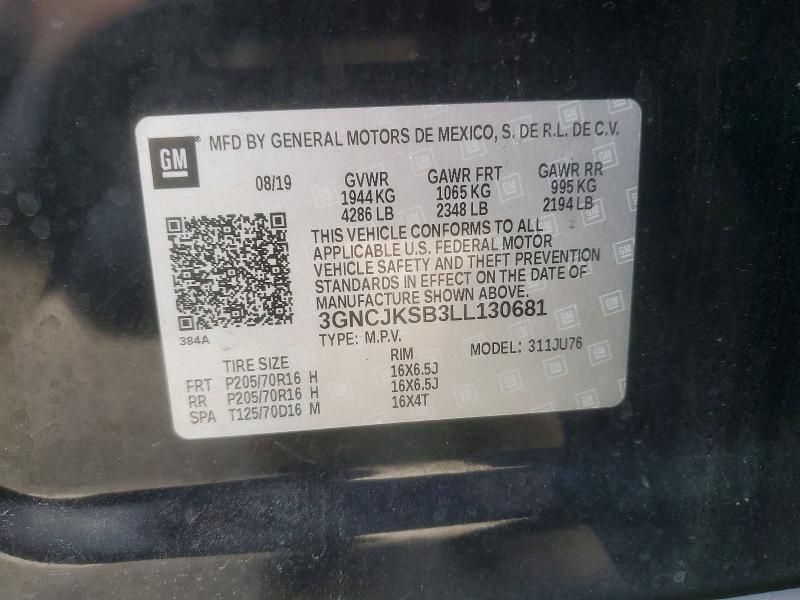 GM® MFD BY GENERAL MOTORS DE MEXICO, S. DE R.L. DE C.V.
08/19 GVWR GAWR FRT GAWR RR
1944 KG 1065 KG 995 KG
4286 LB 2348 LB 2194 LB
THIS VEHICLE CONFORMS TO ALL
APPLICABLE U.S. FEDERAL MOTOR
VEHICLE SAFETY AND THEFT PREVENTION
STANDARDS IN EFFECT ON THE DATE OF
MANUFACTURE SHOWN ABOVE.
3GNCJKSB3LL130681
384A
TYPE: M.P.V. MODEL: 311JU76
TIRE SIZE RIM
FRT P205/70R16 H 16X6.5J
RR P205/70R16 H 16X6.5J
SPA T125/70D16 M 16X4T